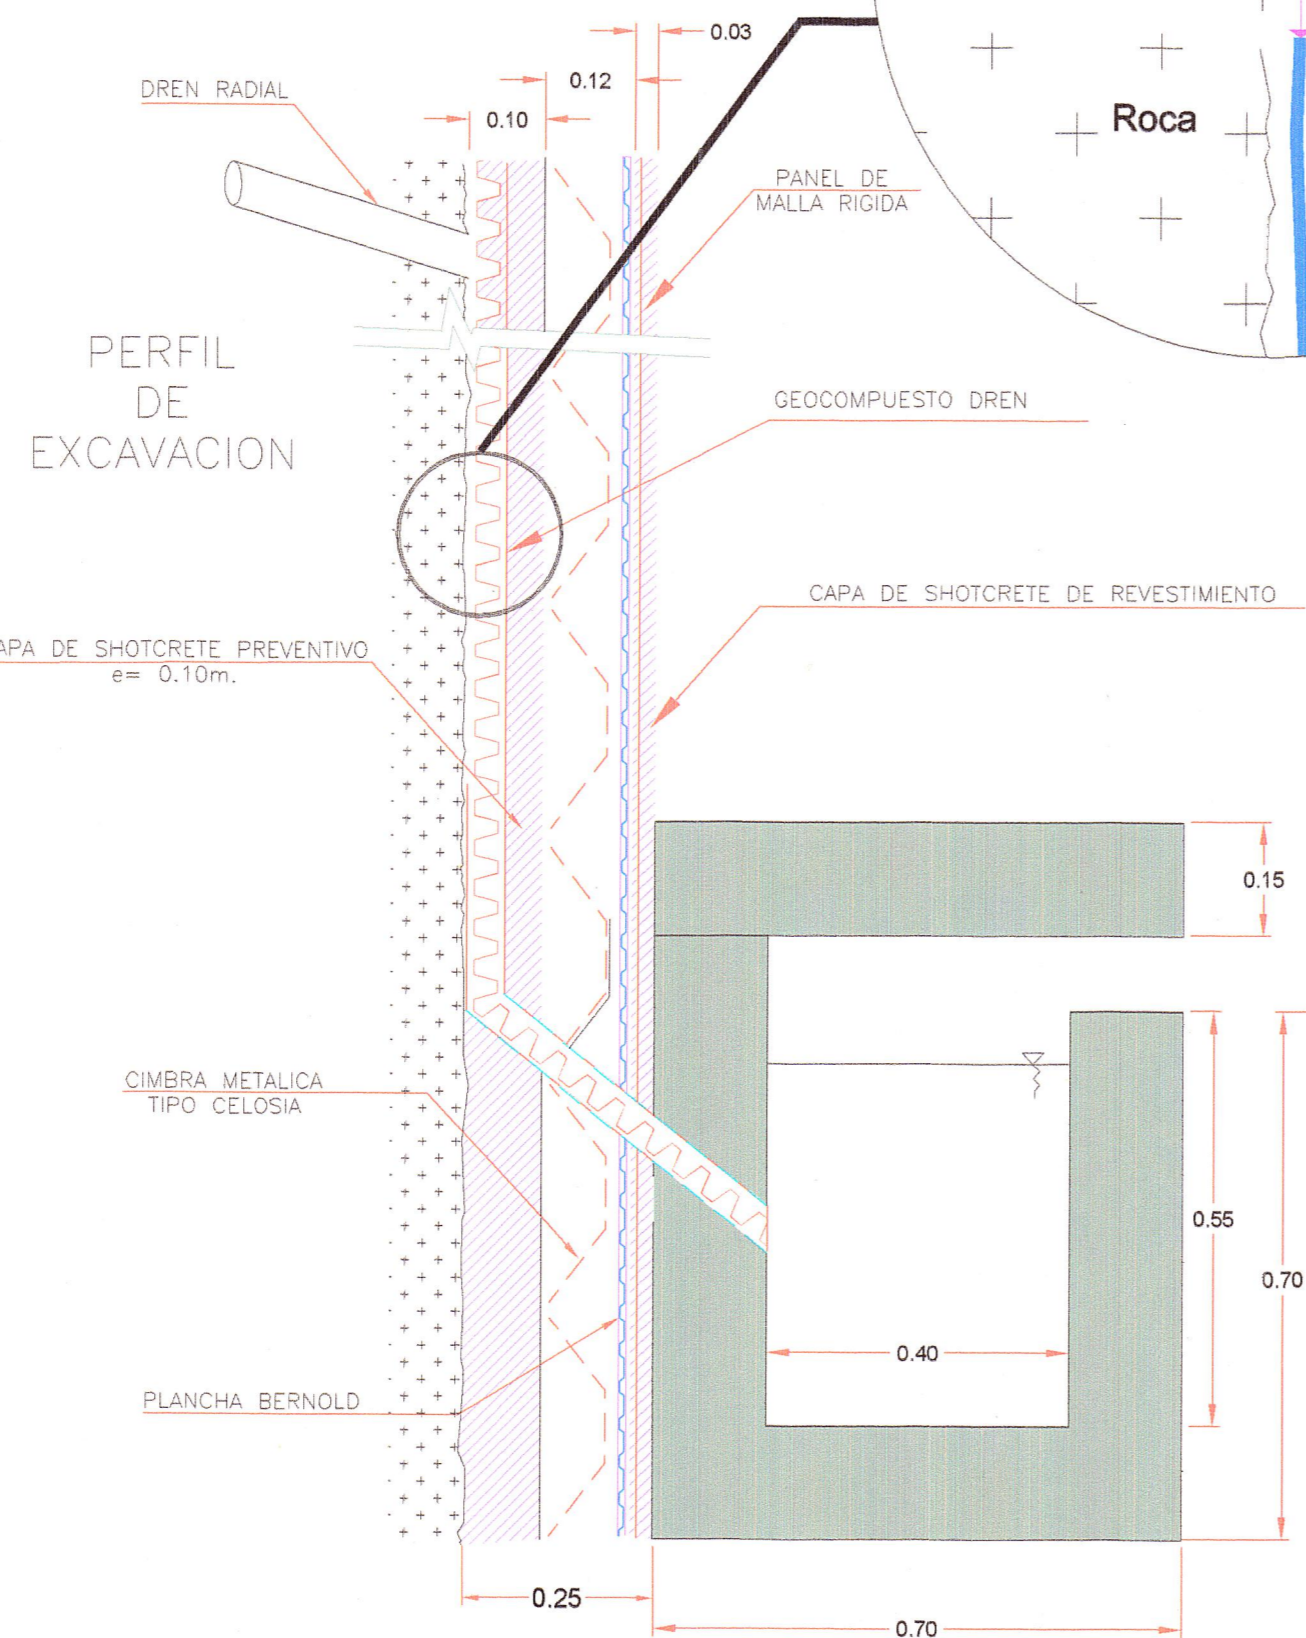 0.03
0.12
DREN RADIAL
0.10
Roca
PANEL DE
MALLA RIGIDA
PERFIL
DE
EXCAVACION
GEOCOMPUESTO DREN
CAPA DE SHOTCRETE DE REVESTIMIENTO
APA DE SHOTCRETE PREVENTIVO
e= 0.10m.
0.15
CIMBRA METALICA
TIPO CELOSIA
0.55
0.70
0.40
PLANCHA BERNOLD
0.25
0.70